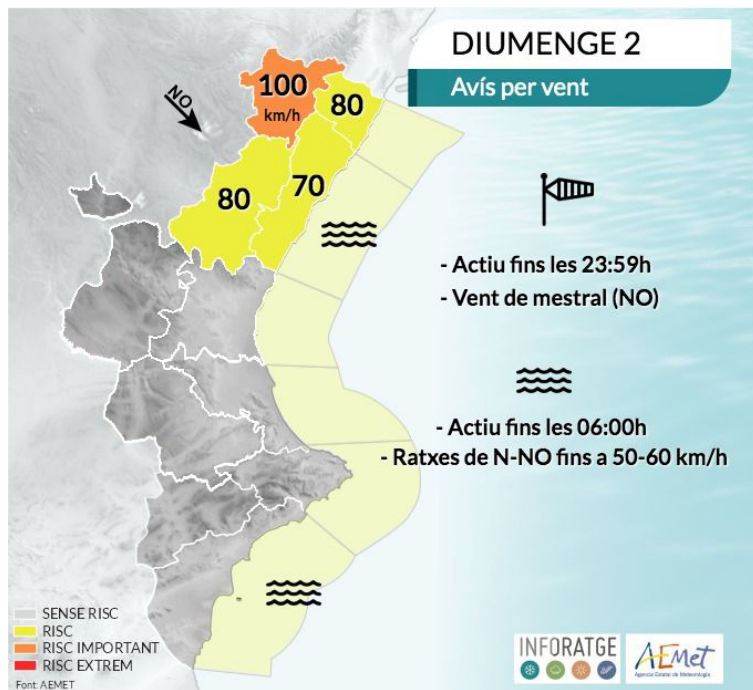 DIUMENGE 2
Avís per vent
NO
100
km/h
80
80
70
- Actiu fins les 23:59h
- Vent de mestral (NO)
- Actiu fins les 06:00h
- Ratxes de N-NO fins a 50-60 km/h
SENSE RISC
RISC
RISC IMPORTANT
RISC EXTREM
Font: AEMET
INFORATGE
AEMet
Agencia Estatal de Meteorología